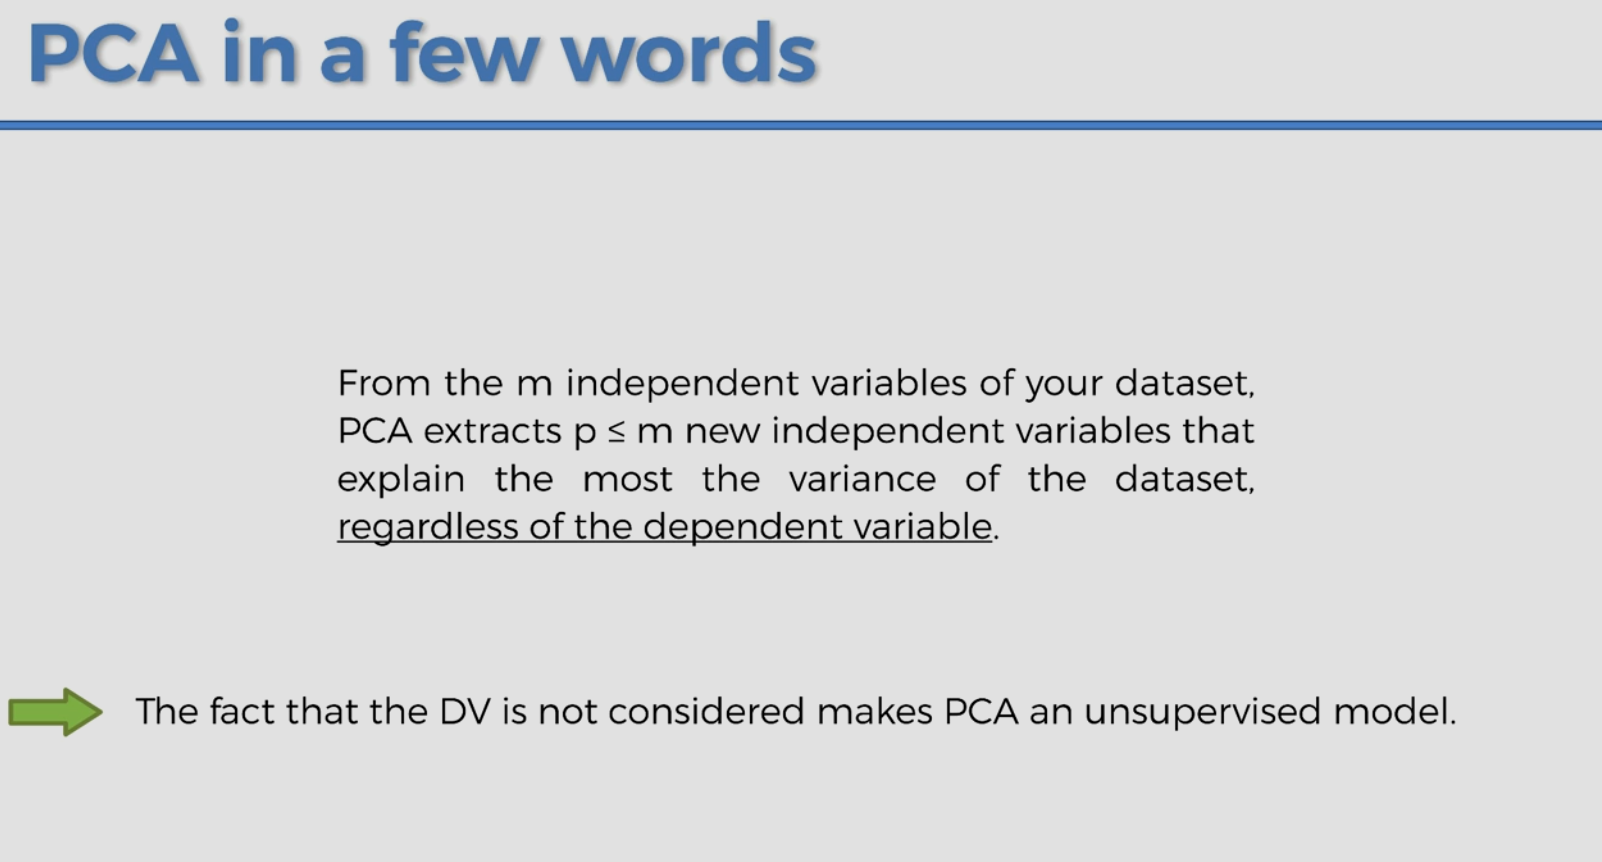 PCA in a few words
From the m independent variables of your dataset,
PCA extracts p ≤ m new independent variables that
explain the most the variance of the dataset,
regardless of the dependent variable.
The fact that the DV is not considered makes PCA an unsupervised model.